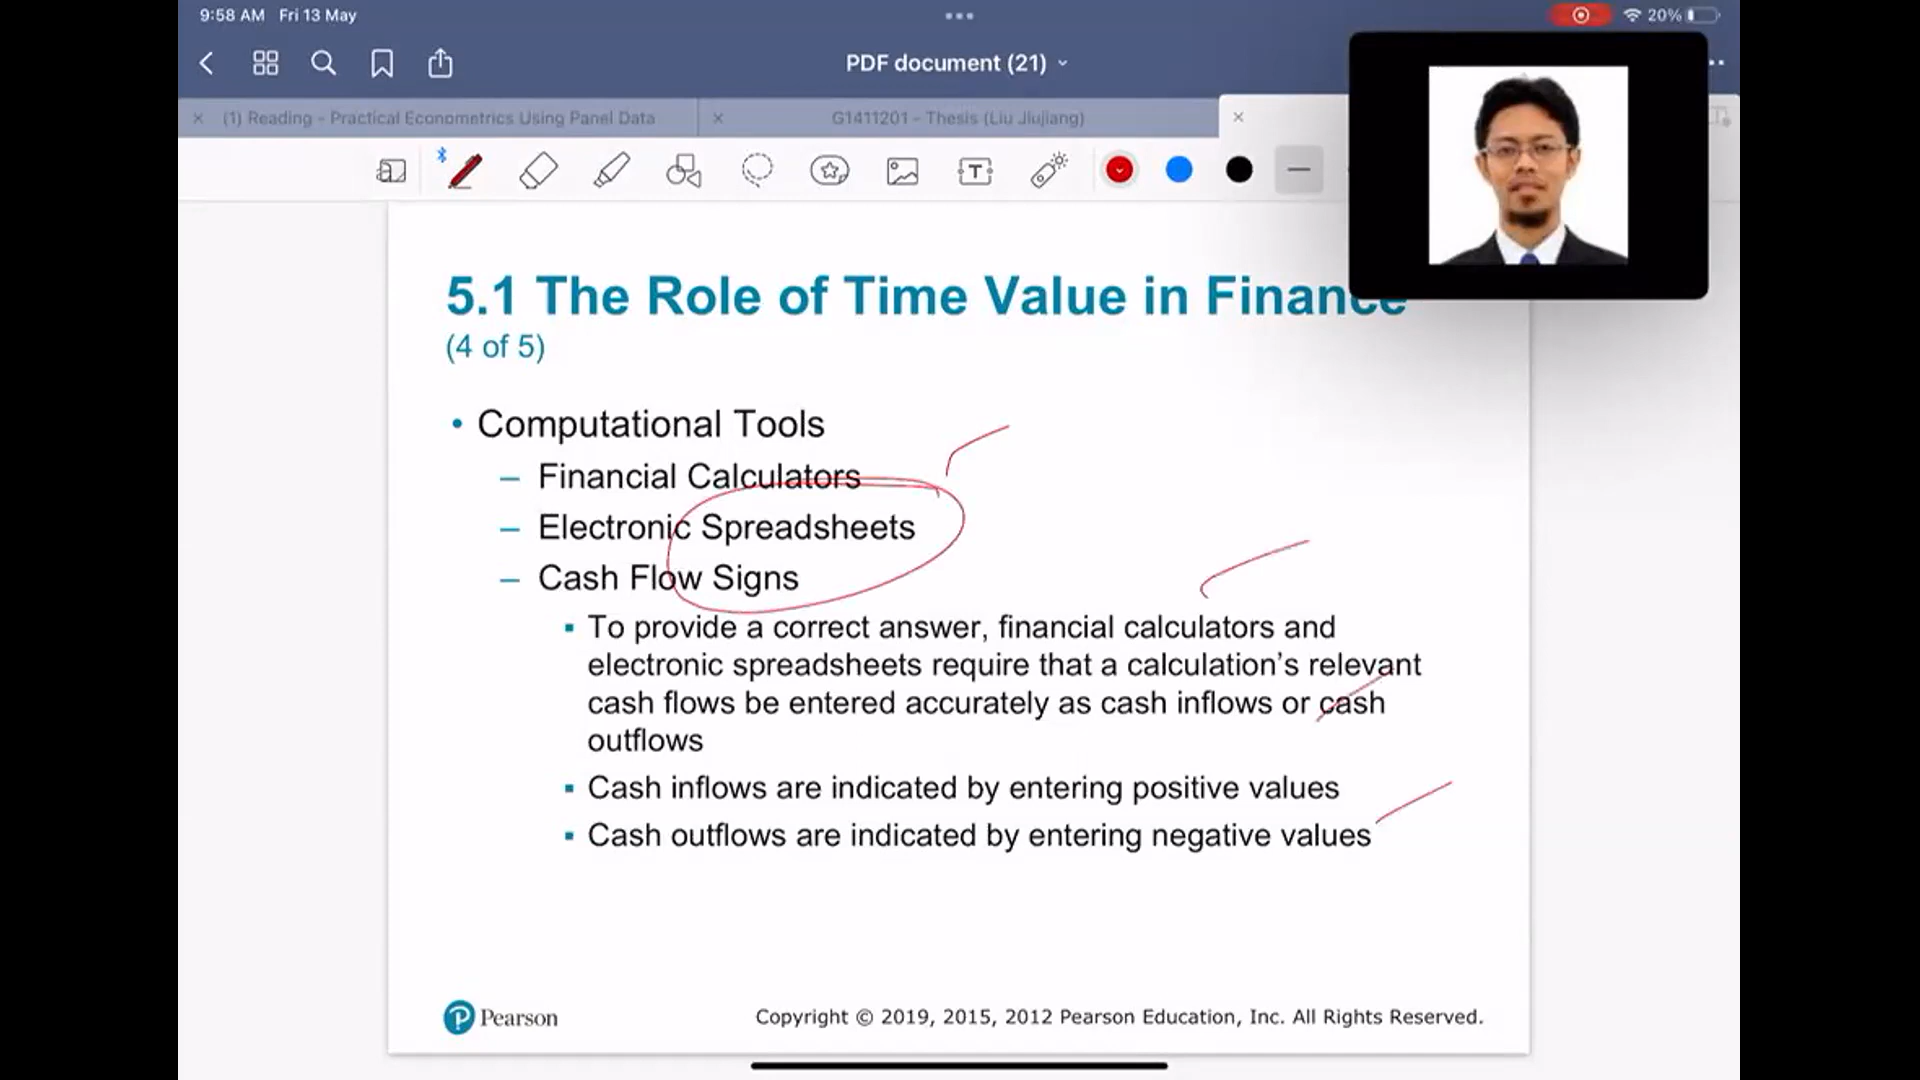 9:58 AM Fri 13 May
20%
PDF document (21)
(1) Reading - Practical Econometrics Using Panel Data
G1411201 - Thesis (Liu Jiujiang)
T
5.1 The Role of Time Value in Finance
(4 of 5)
• Computational Tools
– Financial Calculators
– Electronic Spreadsheets
– Cash Flow Signs
▪ To provide a correct answer, financial calculators and
electronic spreadsheets require that a calculation’s relevant
cash flows be entered accurately as cash inflows or cash
outflows
▪ Cash inflows are indicated by entering positive values
▪ Cash outflows are indicated by entering negative values
P Pearson
Copyright © 2019, 2015, 2012 Pearson Education, Inc. All Rights Reserved.